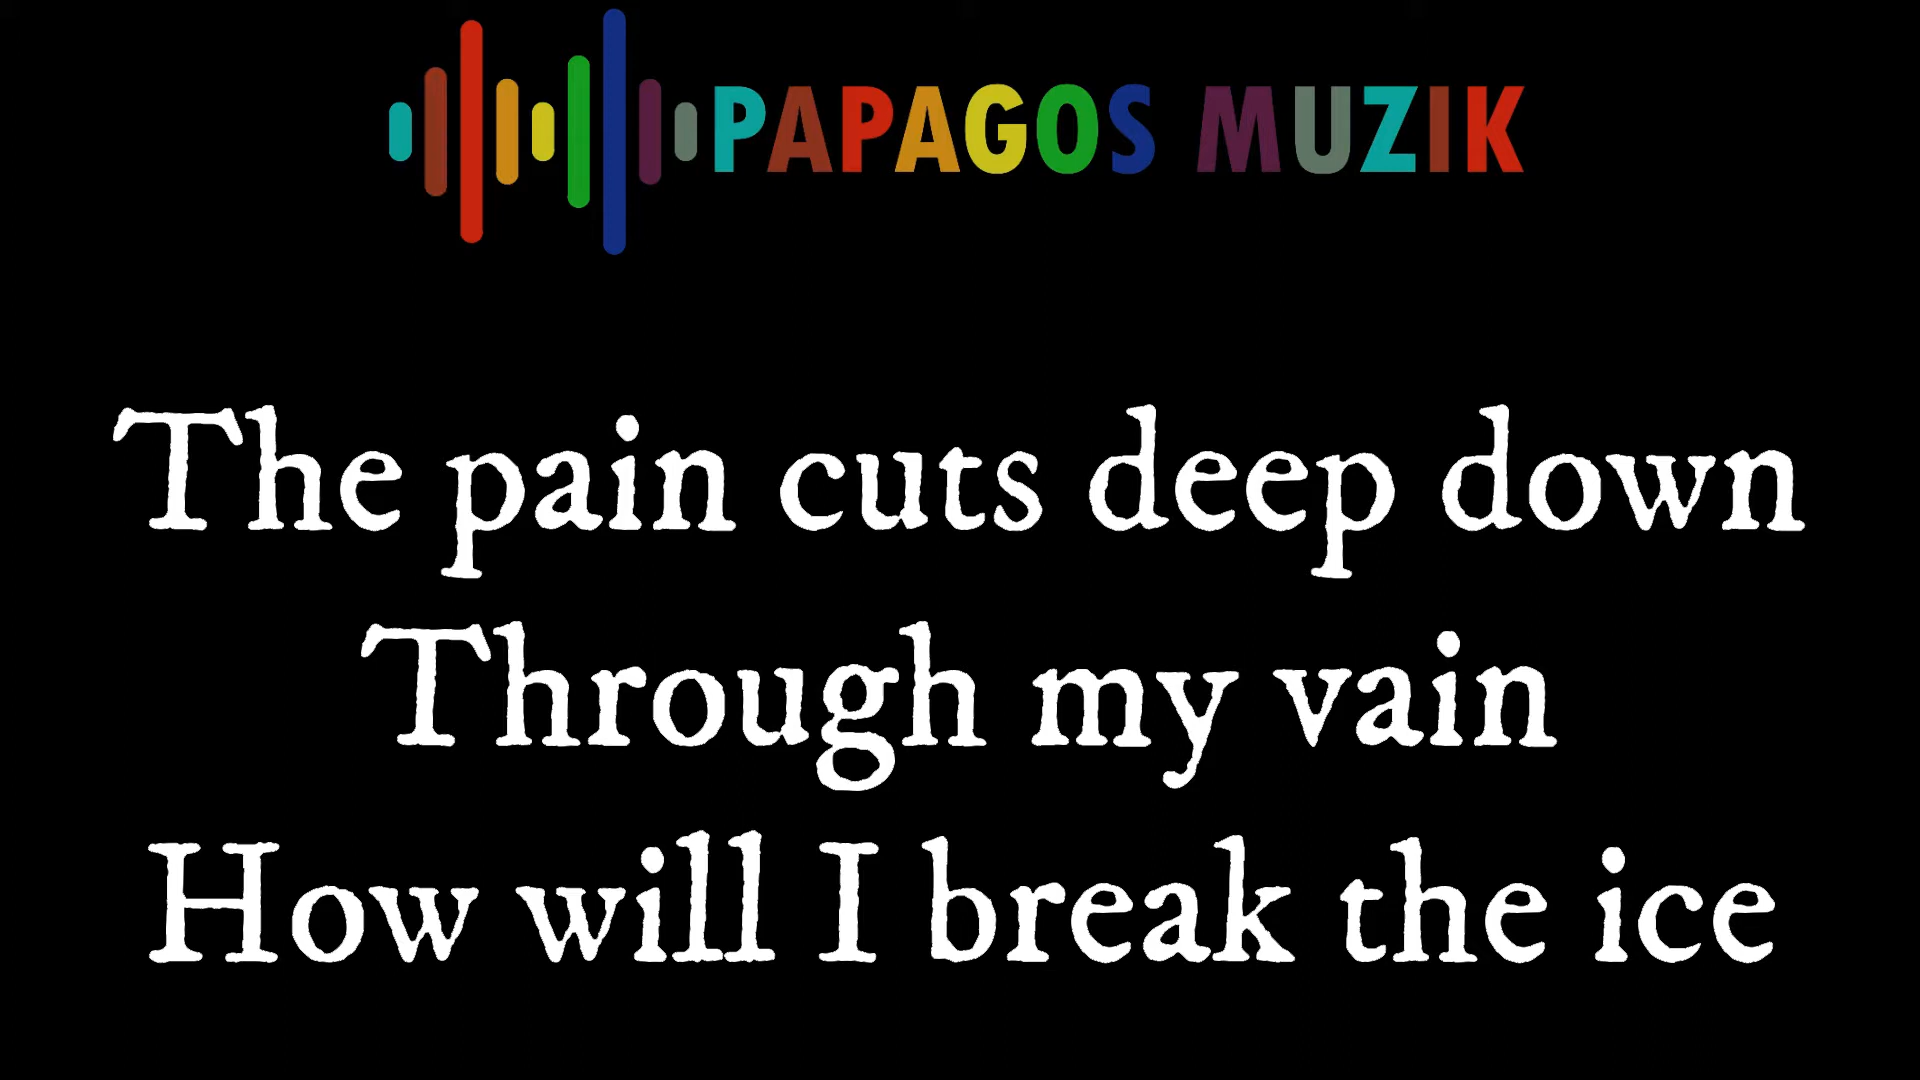 PAPAGOS MUZIK
The pain cuts deep down
Through my vain
How will I break the ice